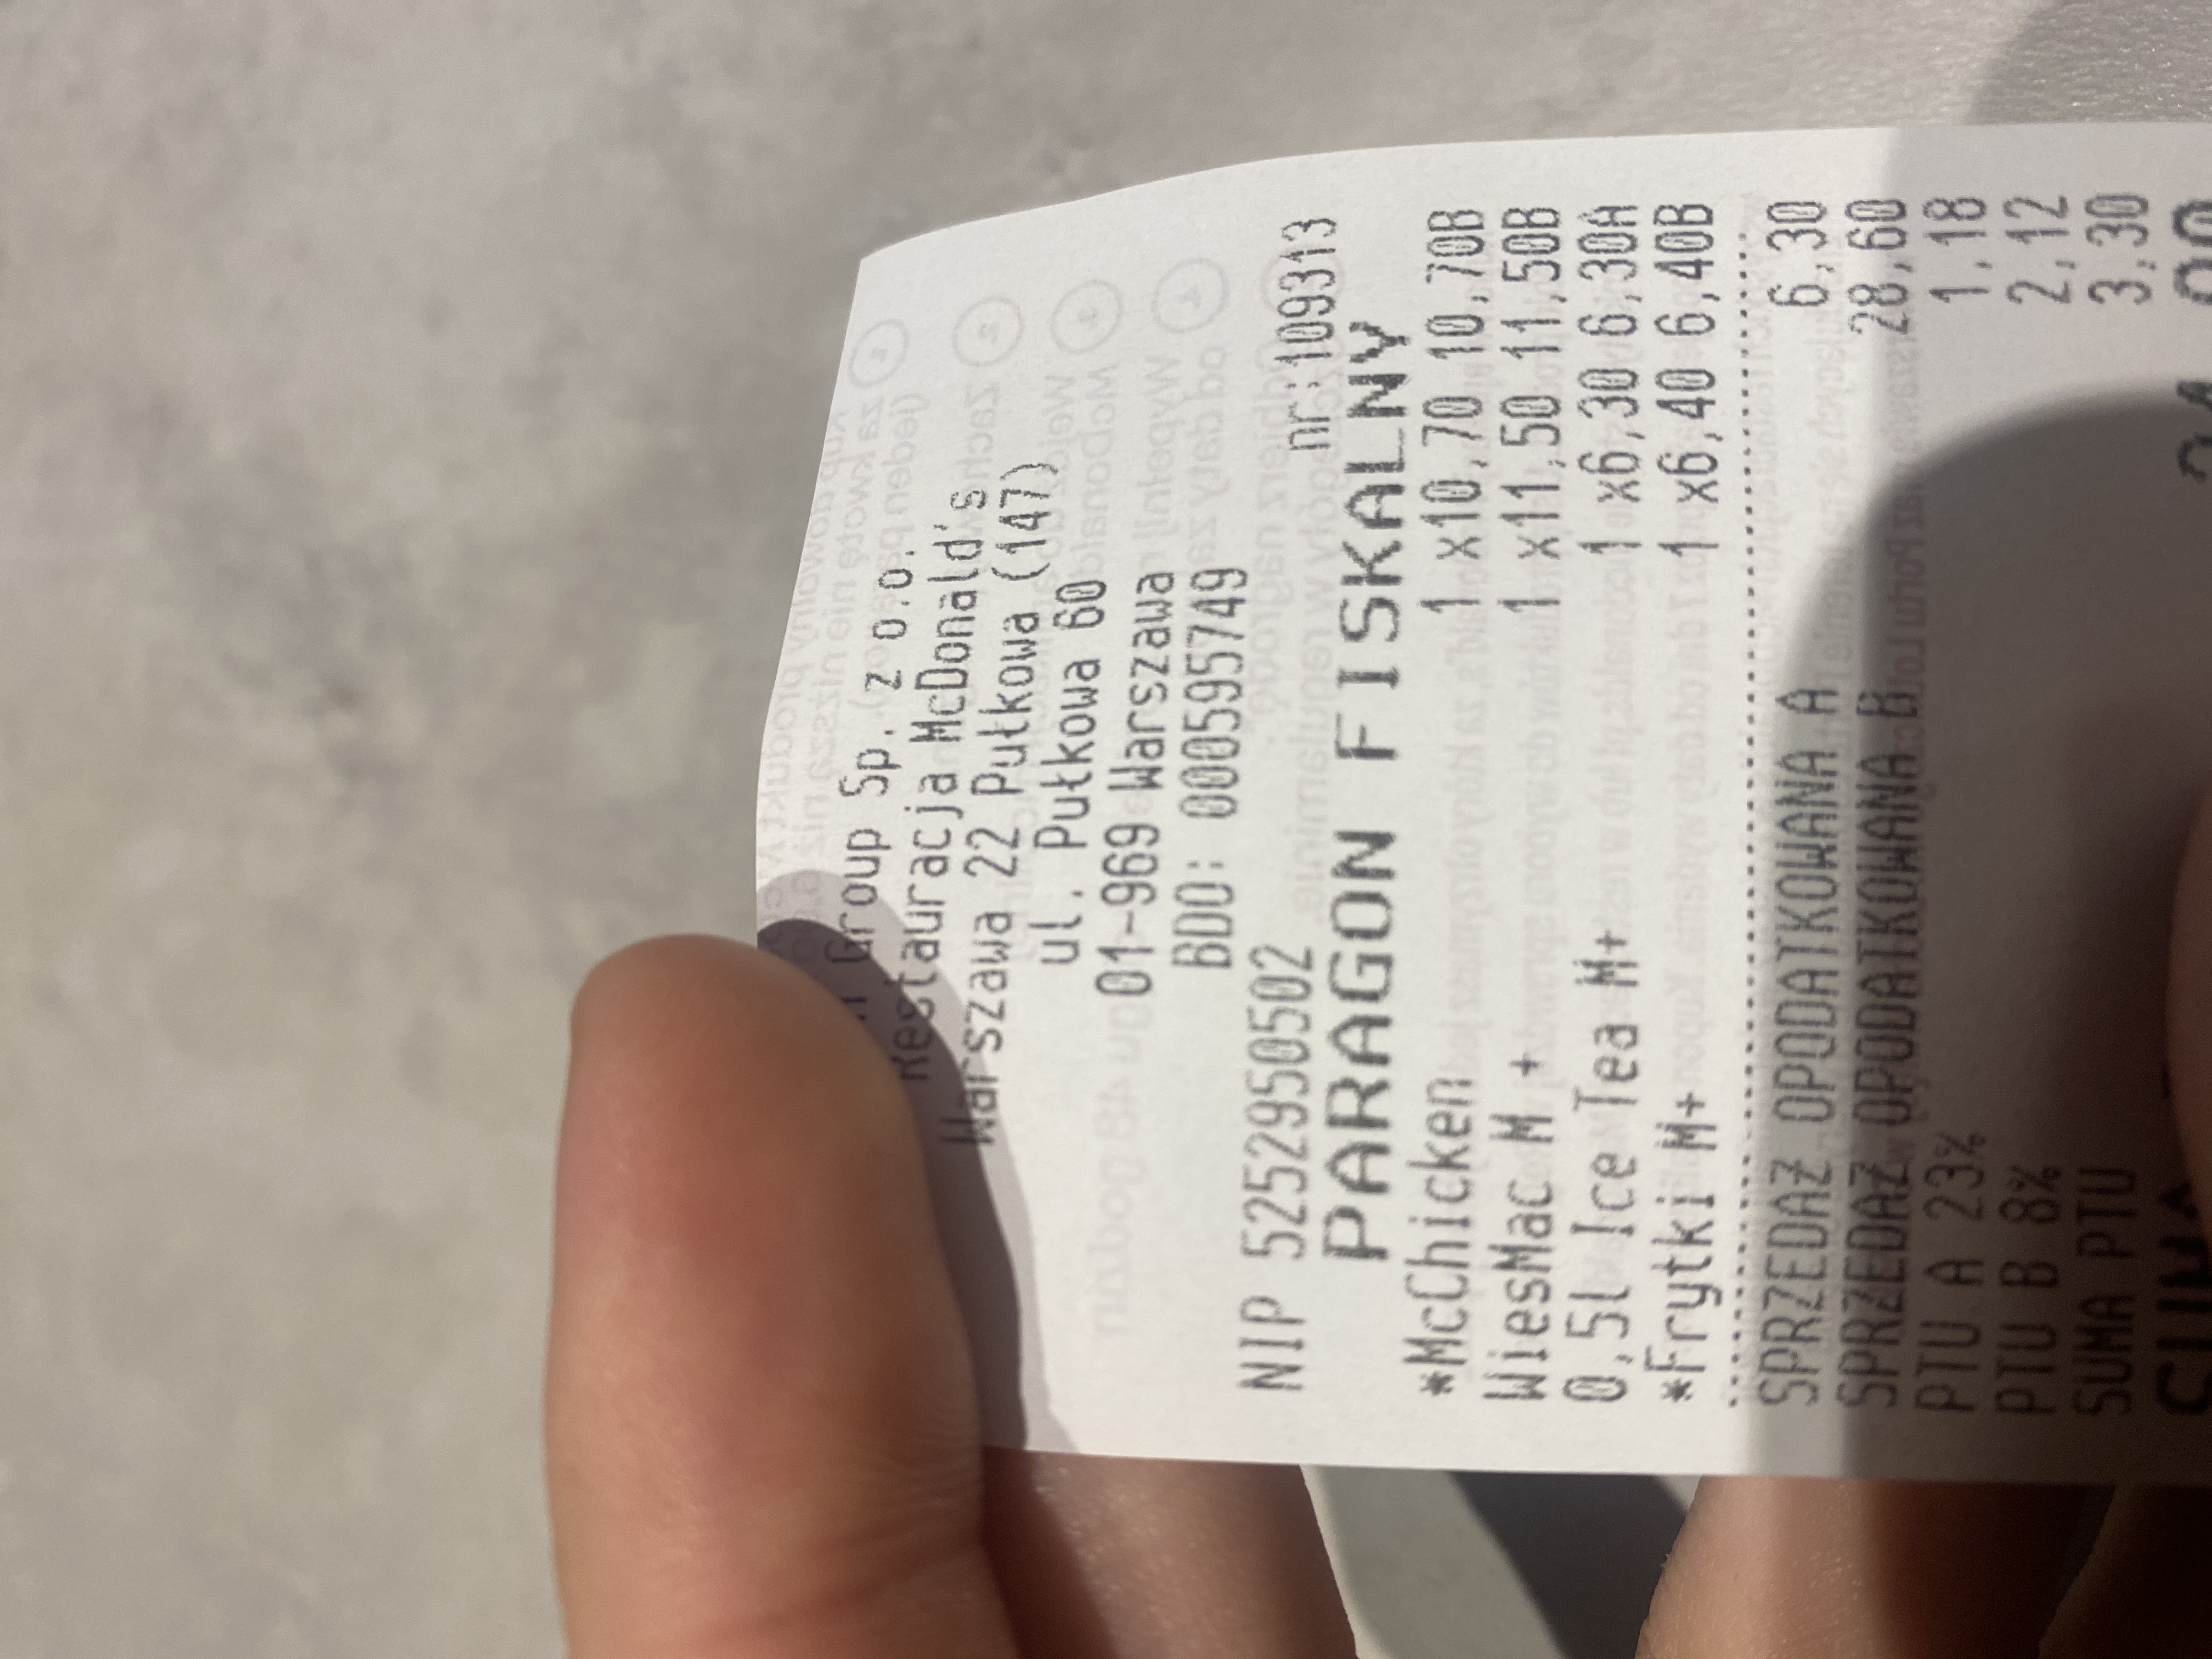 Group Sp. z o.o.
Restauracja McDonald's
Warszawa 22 Pułkowa (147)
ul. Pułkowa 60
01-969 Warszawa
BDO: 000595749
NIP 5252950502 nr:109313
PARAGON FISKALNY
*McChicken 1 x10,70 10,70B
WiesMac M + 1 x11,50 11,50B
0,5l Ice Tea M+ 1 x6,30 6,30A
*Frytki M+ 1 x6,40 6,40B
SPRZEDAŻ OPODATKOWANA A 6,30
SPRZEDAŻ OPODATKOWANA B 28,60
PTU A 23% 1,18
PTU B 8% 2,12
SUMA PTU 3,30